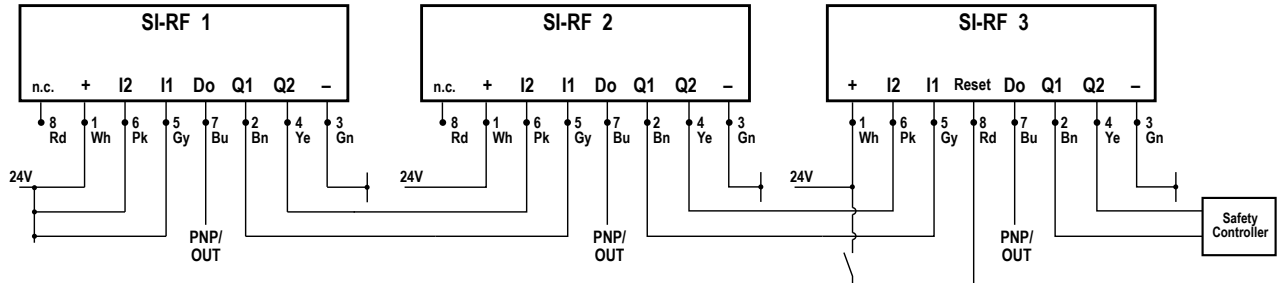 SI-RF 1 SI-RF 2 SI-RF 3
n.c. + I2 I1 Do Q1 Q2 – n.c. + I2 I1 Do Q1 Q2 – + I2 I1 Reset Do Q1 Q2 –
8 1 6 5 7 2 4 3 8 1 6 5 7 2 4 3 1 6 5 8 7 2 4 3
Rd Wh Pk Gy Bu Bn Ye Gn Rd Wh Pk Gy Bu Bn Ye Gn Wh Pk Gy Rd Bu Bn Ye Gn
24V 24V 24V
Safety
Controller
PNP/ PNP/ PNP/
OUT OUT OUT